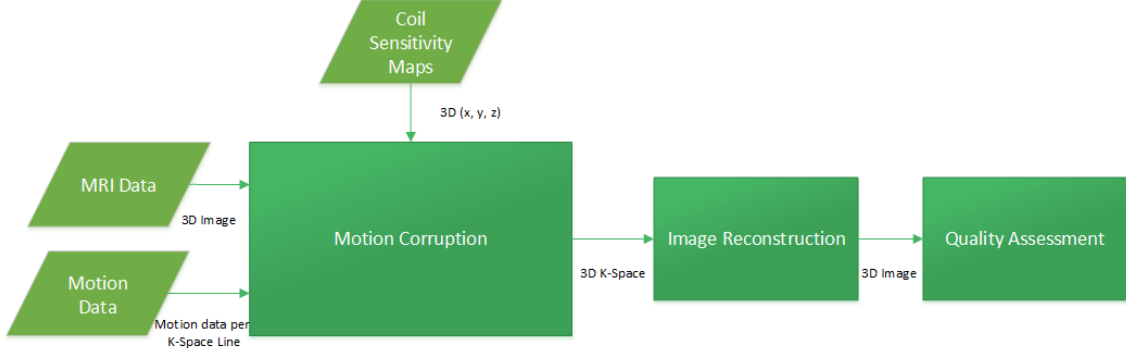 Coil
Sensitivity
Maps
3D (x, y, z)
MRI Data
3D Image
Motion Corruption
Image Reconstruction
Quality Assessment
3D K-Space
3D Image
Motion
Data
Motion data per
K-Space Line